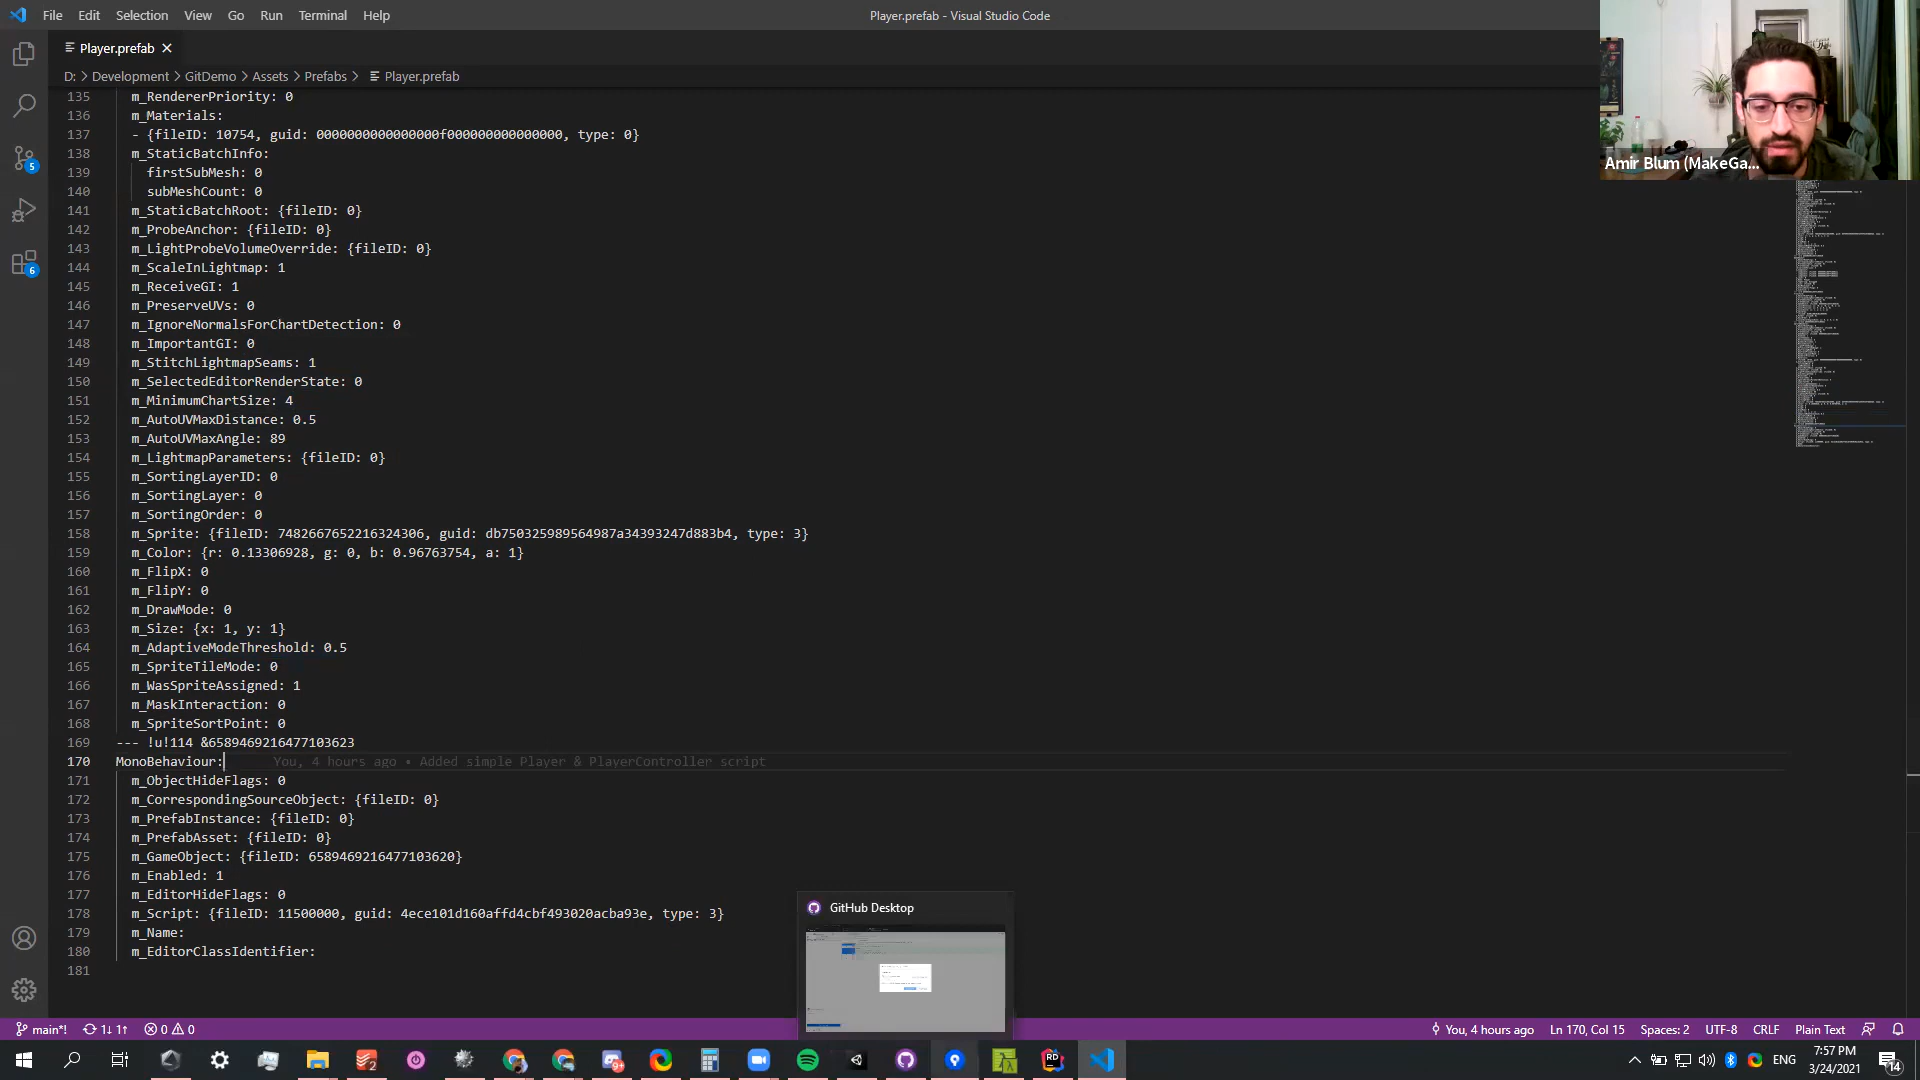 File Edit Selection View Go Run Terminal Help
Player.prefab - Visual Studio Code
Player.prefab
D: > Development > GitDemo > Assets > Prefabs > Player.prefab
135 m_RendererPriority: 0
136 m_Materials:
137 - {fileID: 10754, guid: 0000000000000000f000000000000000, type: 0}
138 m_StaticBatchInfo:
139 firstSubMesh: 0
140 subMeshCount: 0
141 m_StaticBatchRoot: {fileID: 0}
142 m_ProbeAnchor: {fileID: 0}
143 m_LightProbeVolumeOverride: {fileID: 0}
144 m_ScaleInLightmap: 1
145 m_ReceiveGI: 1
146 m_PreserveUVs: 0
147 m_IgnoreNormalsForChartDetection: 0
148 m_ImportantGI: 0
149 m_StitchLightmapSeams: 1
150 m_SelectedEditorRenderState: 0
151 m_MinimumChartSize: 4
152 m_AutoUVMaxDistance: 0.5
153 m_AutoUVMaxAngle: 89
154 m_LightmapParameters: {fileID: 0}
155 m_SortingLayerID: 0
156 m_SortingLayer: 0
157 m_SortingOrder: 0
158 m_Sprite: {fileID: 7482667652216324306, guid: db750325989564987a34393247d883b4, type: 3}
159 m_Color: {r: 0.13306928, g: 0, b: 0.96763754, a: 1}
160 m_FlipX: 0
161 m_FlipY: 0
162 m_DrawMode: 0
163 m_Size: {x: 1, y: 1}
164 m_AdaptiveModeThreshold: 0.5
165 m_SpriteTileMode: 0
166 m_WasSpriteAssigned: 1
167 m_MaskInteraction: 0
168 m_SpriteSortPoint: 0
169 --- !u!114 &6589469216477103623
170 MonoBehaviour: You, 4 hours ago • Added simple Player & PlayerController script
171 m_ObjectHideFlags: 0
172 m_CorrespondingSourceObject: {fileID: 0}
173 m_PrefabInstance: {fileID: 0}
174 m_PrefabAsset: {fileID: 0}
175 m_GameObject: {fileID: 6589469216477103620}
176 m_Enabled: 1
177 m_EditorHideFlags: 0
178 m_Script: {fileID: 11500000, guid: 4ece101d160affd4cbf493020acba93e, type: 3}
179 m_Name:
180 m_EditorClassIdentifier:
181
Amir Blum (MakeGa...
5
6
GitHub Desktop
main*! 1↓ 1↑ 0 0
You, 4 hours ago Ln 170, Col 15 Spaces: 2 UTF-8 CRLF Plain Text
2 9+ RD ENG
7:57 PM
3/24/2021
14